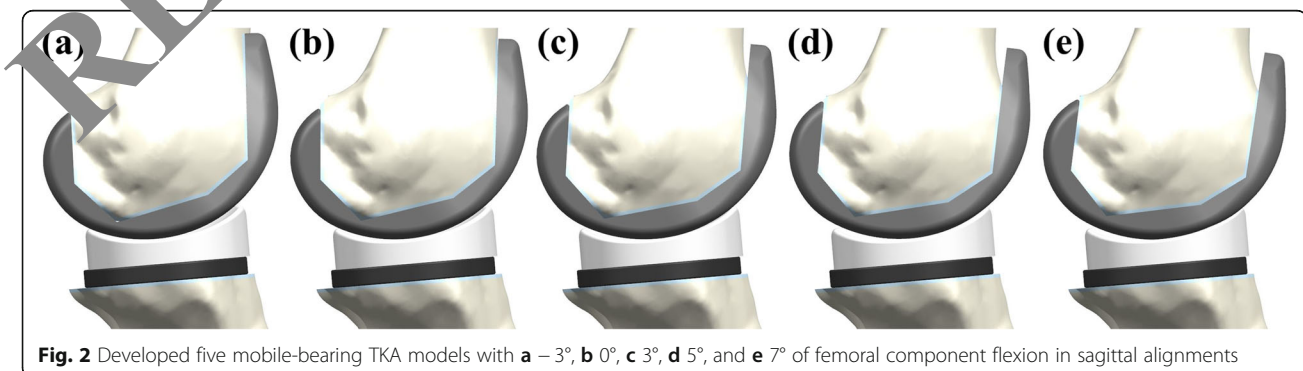 (a) (b) (c) (d) (e)
Fig. 2 Developed five mobile-bearing TKA models with a − 3°, b 0°, c 3°, d 5°, and e 7° of femoral component flexion in sagittal alignments